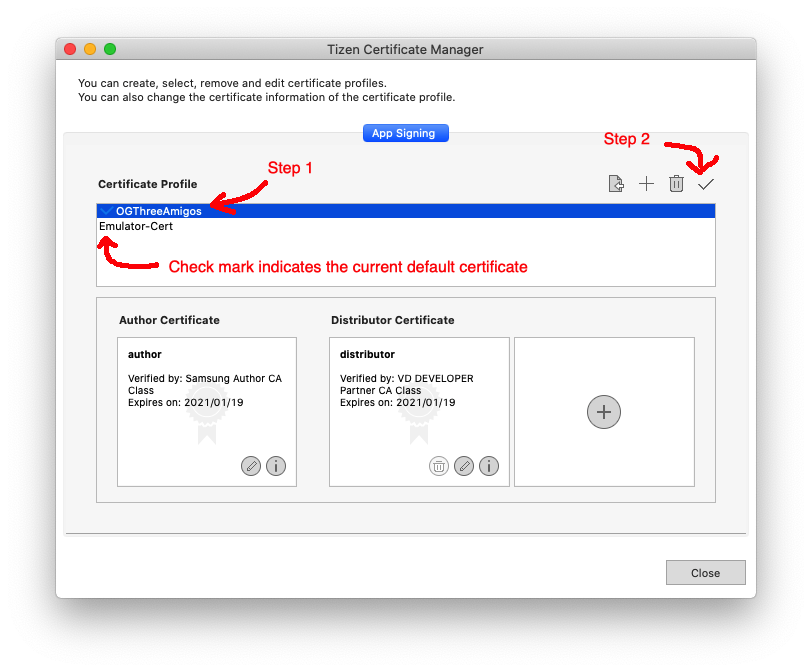 Tizen Certificate Manager
You can create, select, remove and edit certificate profiles.
You can also change the certificate information of the certificate profile.
App Signing
Step 2
Step 1
Certificate Profile
OGThreeAmigos
Emulator-Cert
Check mark indicates the current default certificate
Author Certificate
Distributor Certificate
author
Verified by: Samsung Author CA
Class
Expires on: 2021/01/19
distributor
Verified by: VD DEVELOPER
Partner CA Class
Expires on: 2021/01/19
Close